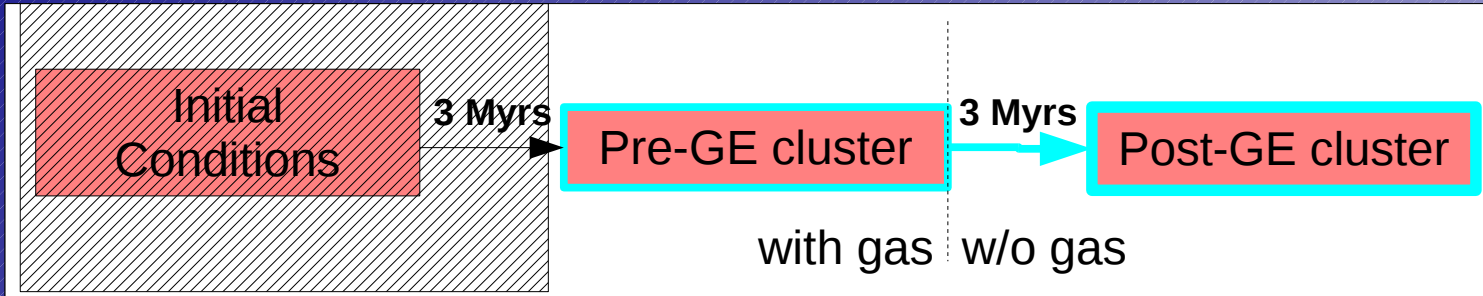 Initial
Conditions
3 Myrs
Pre-GE cluster
3 Myrs
Post-GE cluster
with gas
w/o gas